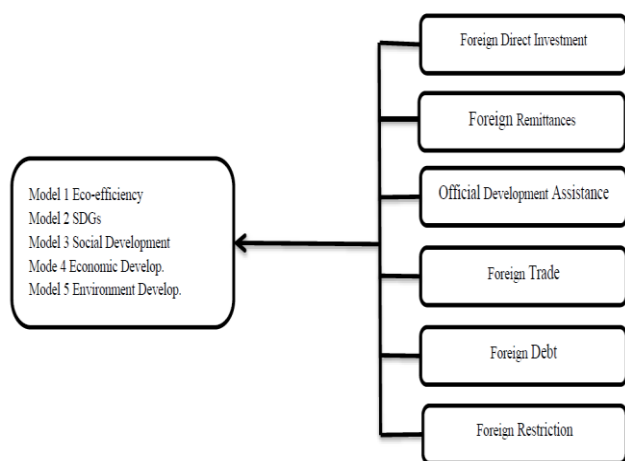 Model 1 Eco-efficiency
Model 2 SDGs
Model 3 Social Development
Mode 4 Economic Develop.
Model 5 Environment Develop.
Foreign Direct Investment
Foreign Remittances
Official Development Assistance
Foreign Trade
Foreign Debt
Foreign Restriction